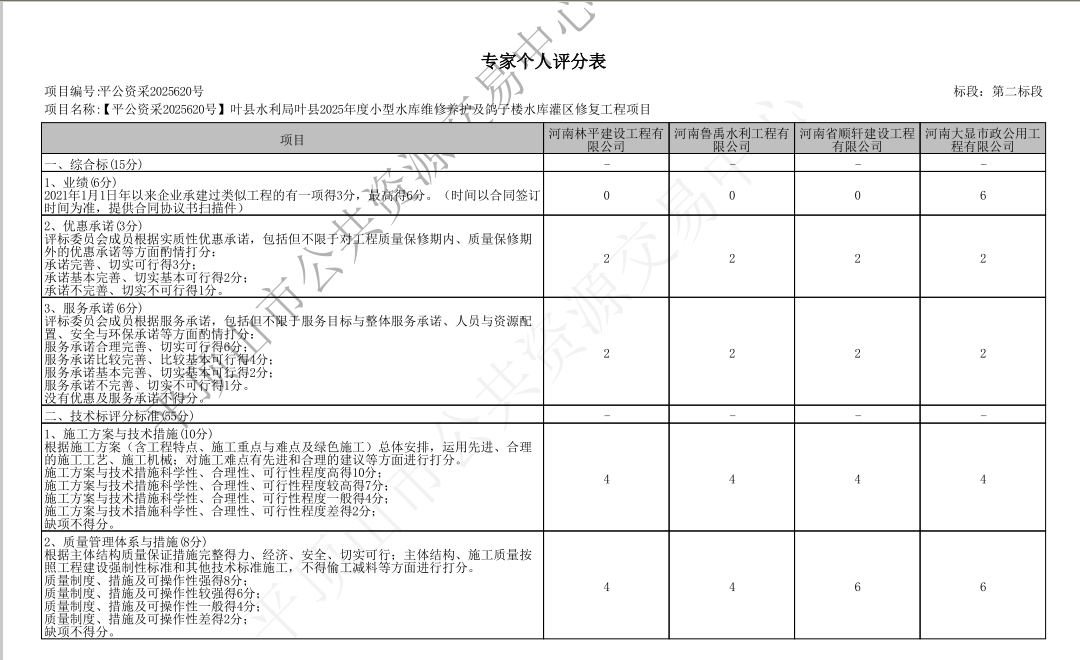 专家个人评分表
项目编号:平公资采2025620号
标段：第二标段
项目名称:【平公资采2025620号】叶县水利局叶县2025年度小型水库维修养护及鸽子楼水库灌区修复工程项目
项目
河南林平建设工程有限公司
河南鲁禹水利工程有限公司
河南省顺轩建设工程有限公司
河南大显市政公用工程有限公司
一、综合标(15分)
－ － － －
1、业绩(6分)
2021年1月1日年以来企业承建过类似工程的有一项得3分，最高得6分。（时间以合同签订
时间为准，提供合同协议书扫描件）
0 0 0 6
2、优惠承诺(3分)
评标委员会成员根据实质性优惠承诺，包括但不限于对工程质量保修期内、质量保修期
外的优惠承诺等方面酌情打分；
承诺完善、切实可行得3分；
承诺基本完善、切实基本可行得2分；
承诺不完善、切实不可行得1分。
2 2 2 2
3、服务承诺(6分)
评标委员会成员根据服务承诺，包括但不限于服务目标与整体服务承诺、人员与资源配
置、安全与环保承诺等方面酌情打分：
服务承诺合理完善、切实可行得6分；
服务承诺比较完善、比较基本可行得4分；
服务承诺基本完善、切实基本可行得2分；
服务承诺不完善、切实不可行得1分。
没有优惠及服务承诺不得分。
2 2 2 2
二、技术标评分标准(55分)
－ － － －
1、施工方案与技术措施(10分)
根据施工方案（含工程特点、施工重点与难点及绿色施工）总体安排，运用先进、合理
的施工工艺、施工机械；对施工难点有先进和合理的建议等方面进行打分。
施工方案与技术措施科学性、合理性、可行性程度高得10分；
施工方案与技术措施科学性、合理性、可行性程度较高得7分；
施工方案与技术措施科学性、合理性、可行性程度一般得4分；
施工方案与技术措施科学性、合理性、可行性程度差得2分；
缺项不得分。
4 4 4 4
2、质量管理体系与措施(8分)
根据主体结构质量保证措施完整得力、经济、安全、切实可行；主体结构、施工质量按
照工程建设强制性标准和其他技术标准施工，不得偷工减料等方面进行打分。
质量制度、措施及可操作性强得8分；
质量制度、措施及可操作性较强得6分；
质量制度、措施及可操作性一般得4分；
质量制度、措施及可操作性差得2分；
缺项不得分。
4 4 6 6
平顶山市公共资源交易中心
平顶山市公共资源交易中心